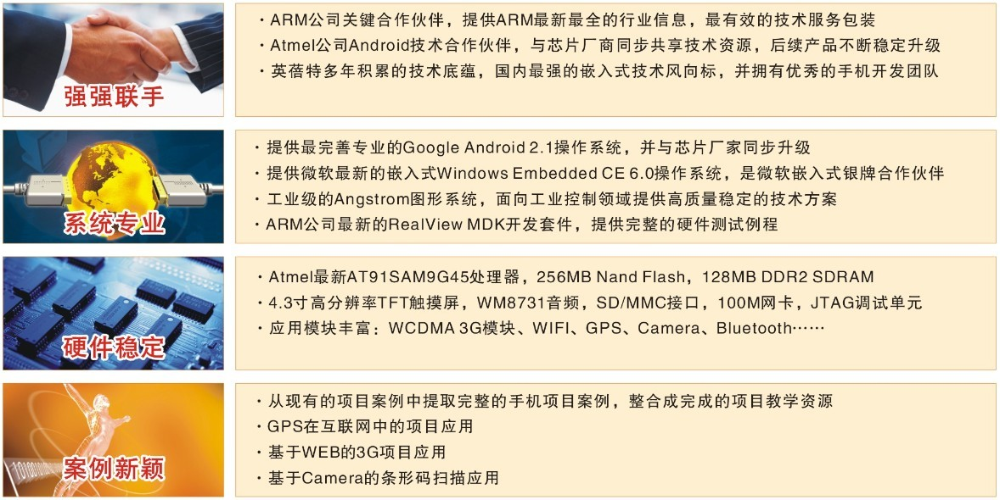 强强联手
·ARM公司关键合作伙伴，提供ARM最新最全的行业信息，最有效的技术服务包装
·Atmel公司Android技术合作伙伴，与芯片厂商同步共享技术资源，后续产品不断稳定升级
·英蓓特多年积累的技术底蕴，国内最强的嵌入式技术风向标，并拥有优秀的手机开发团队
系统专业
·提供最完善专业的Google Android 2.1操作系统，并与芯片厂家同步升级
·提供微软最新的嵌入式Windows Embedded CE 6.0操作系统，是微软嵌入式银牌合作伙伴
·工业级的Angstrom图形系统，面向工业控制领域提供高质量稳定的技术方案
·ARM公司最新的RealView MDK开发套件，提供完整的硬件测试例程
硬件稳定
·Atmel最新AT91SAM9G45处理器，256MB Nand Flash，128MB DDR2 SDRAM
·4.3寸高分辨率TFT触摸屏，WM8731音频，SD/MMC接口，100M网卡，JTAG调试单元
·应用模块丰富：WCDMA 3G模块、WIFI、GPS、Camera、Bluetooth……
案例新颖
·从现有的项目案例中提取完整的手机项目案例，整合成完成的项目教学资源
·GPS在互联网中的项目应用
·基于WEB的3G项目应用
·基于Camera的条形码扫描应用